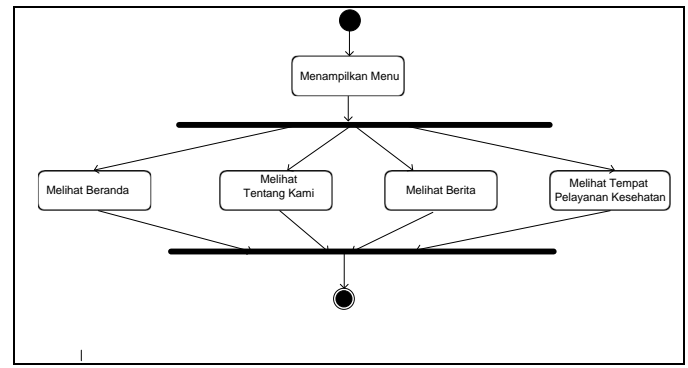 Menampilkan Menu
Melihat Beranda
Melihat
Tentang Kami
Melihat Berita
Melihat Tempat
Pelayanan Kesehatan